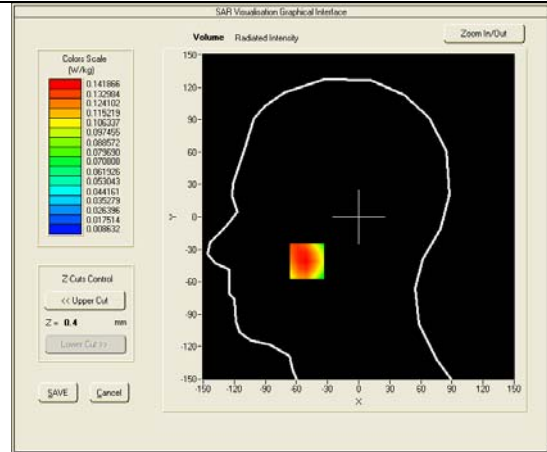 SAR Visualisation Graphical Interface
Volume Radiated Intensity
Zoom In/Out
Colors Scale
(W/kg)
0.141866
0.132984
0.124102
0.115219
0.106337
0.097455
0.088572
0.079690
0.070808
0.061926
0.053043
0.044161
0.035279
0.026396
0.017514
0.008632
Z Cuts Control
<< Upper Cut
Z = 0.4 mm
Lower Cut >>
SAVE
Cancel
150
120
90
60
30
0
-30
-60
-90
-120
-150
Y
-150 -120 -90 -60 -30 0 30 60 90 120 150
X